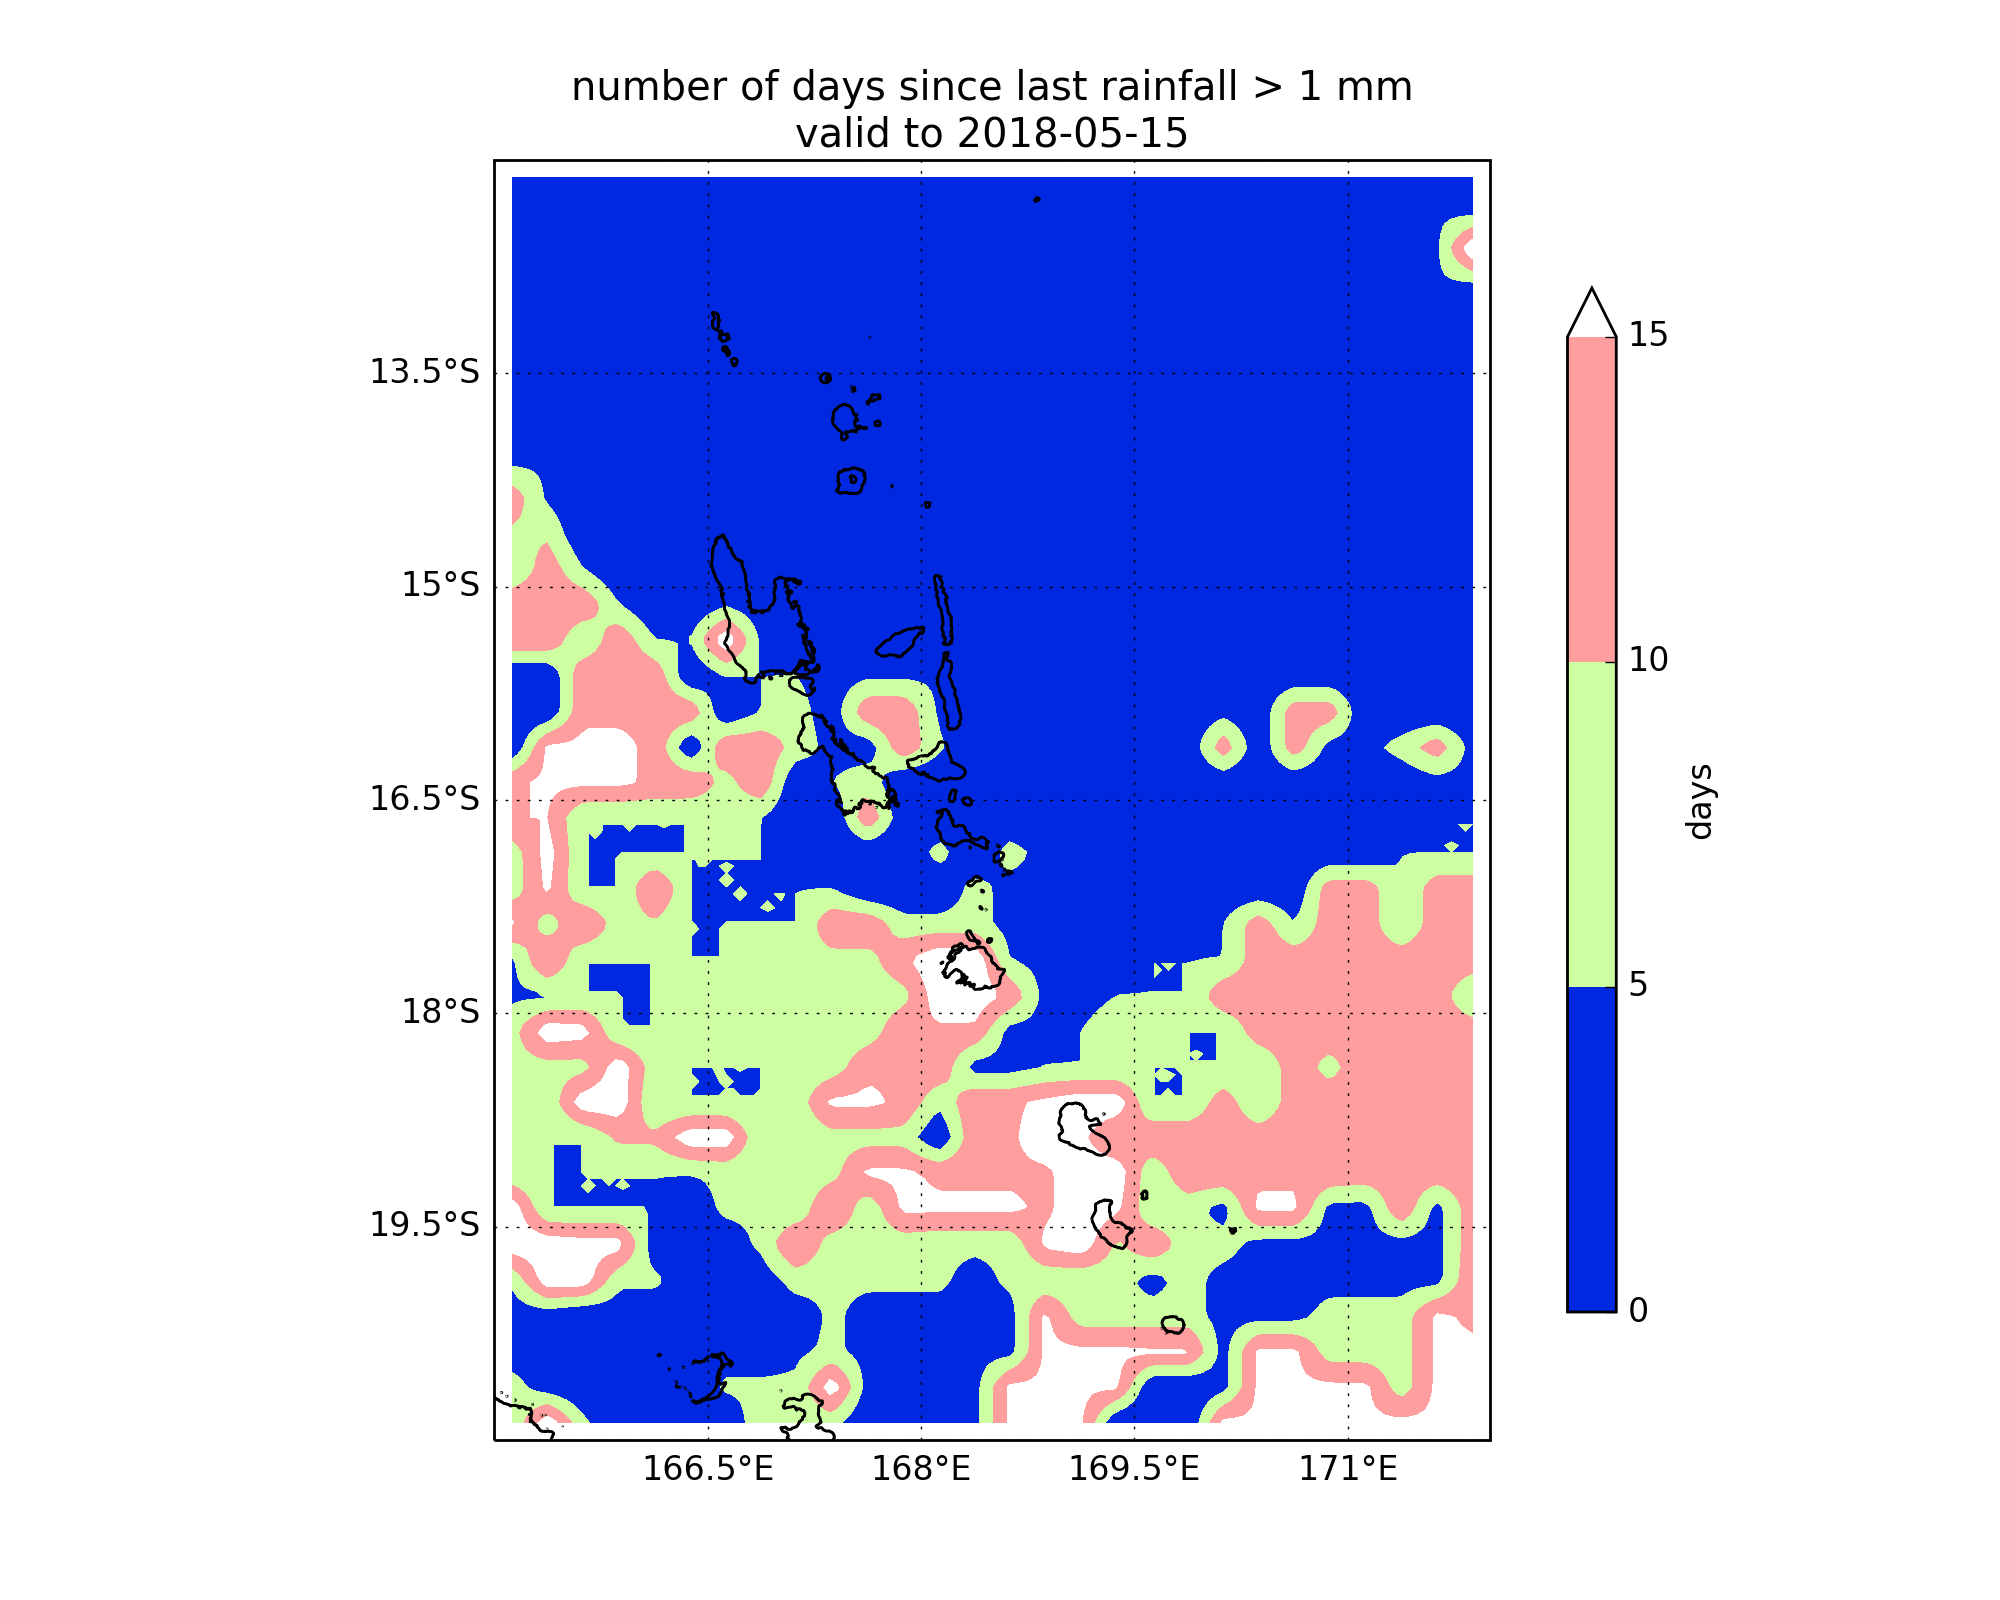 number of days since last rainfall > 1 mm
valid to 2018-05-15
13.5°S
15°S
16.5°S
18°S
19.5°S
166.5°E
168°E
169.5°E
171°E
15
10
5
0
days